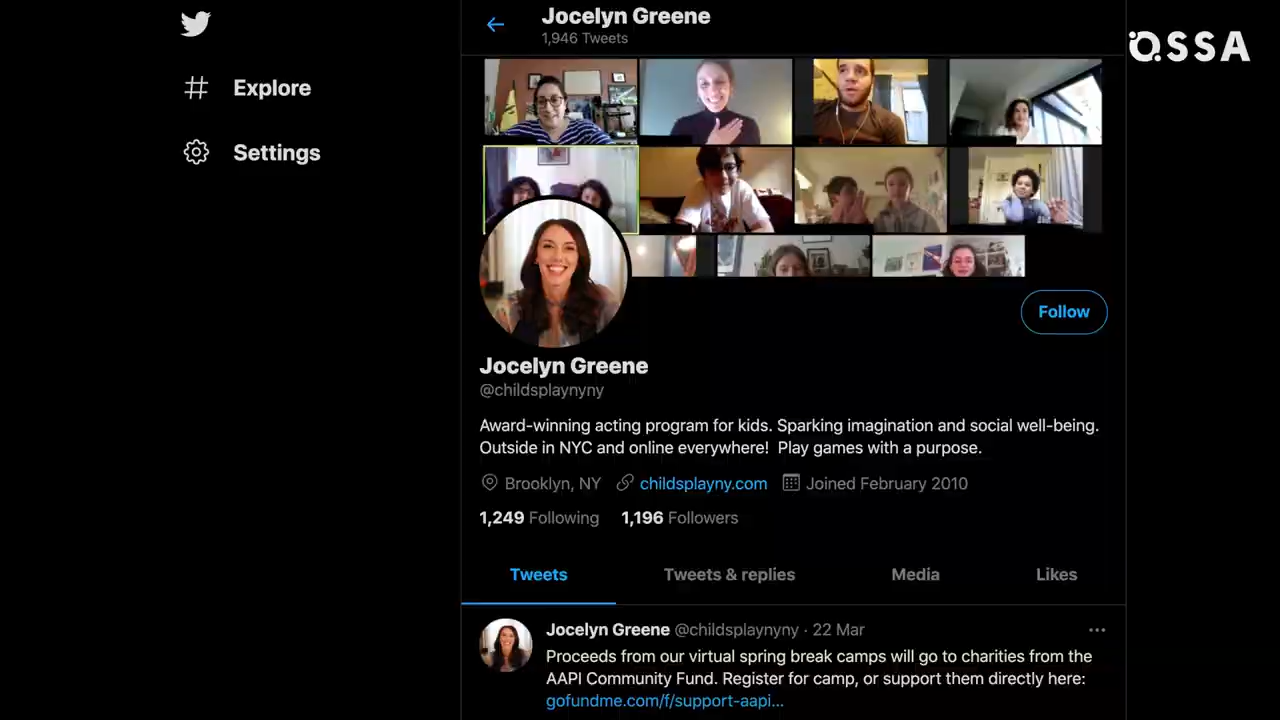 Jocelyn Greene
1,946 Tweets
OSSA
Explore
Settings
Follow
Jocelyn Greene
@childsplaynyny
Award-winning acting program for kids. Sparking imagination and social well-being.
Outside in NYC and online everywhere! Play games with a purpose.
Brooklyn, NY childsplayny.com Joined February 2010
1,249 Following 1,196 Followers
Tweets Tweets & replies Media Likes
Jocelyn Greene @childsplaynyny · 22 Mar
Proceeds from our virtual spring break camps will go to charities from the
AAPI Community Fund. Register for camp, or support them directly here:
gofundme.com/f/support-aapi...